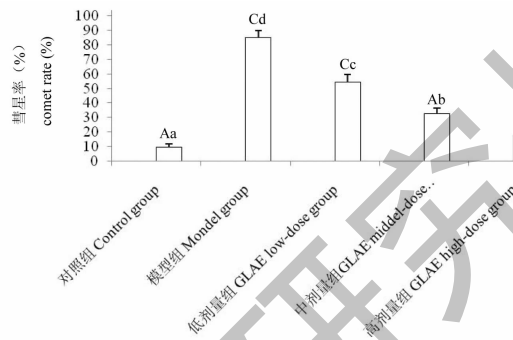 彗星率（%）
comet rate (%)
100
90
80
70
60
50
40
30
20
10
0
Aa
Cd
Cc
Ab
对照组 Control group
模型组 Mondel group
低剂量组 GLAE low-dose group
中剂量组GLAE middel-dose…
高剂量组 GLAE high-dose group
研究